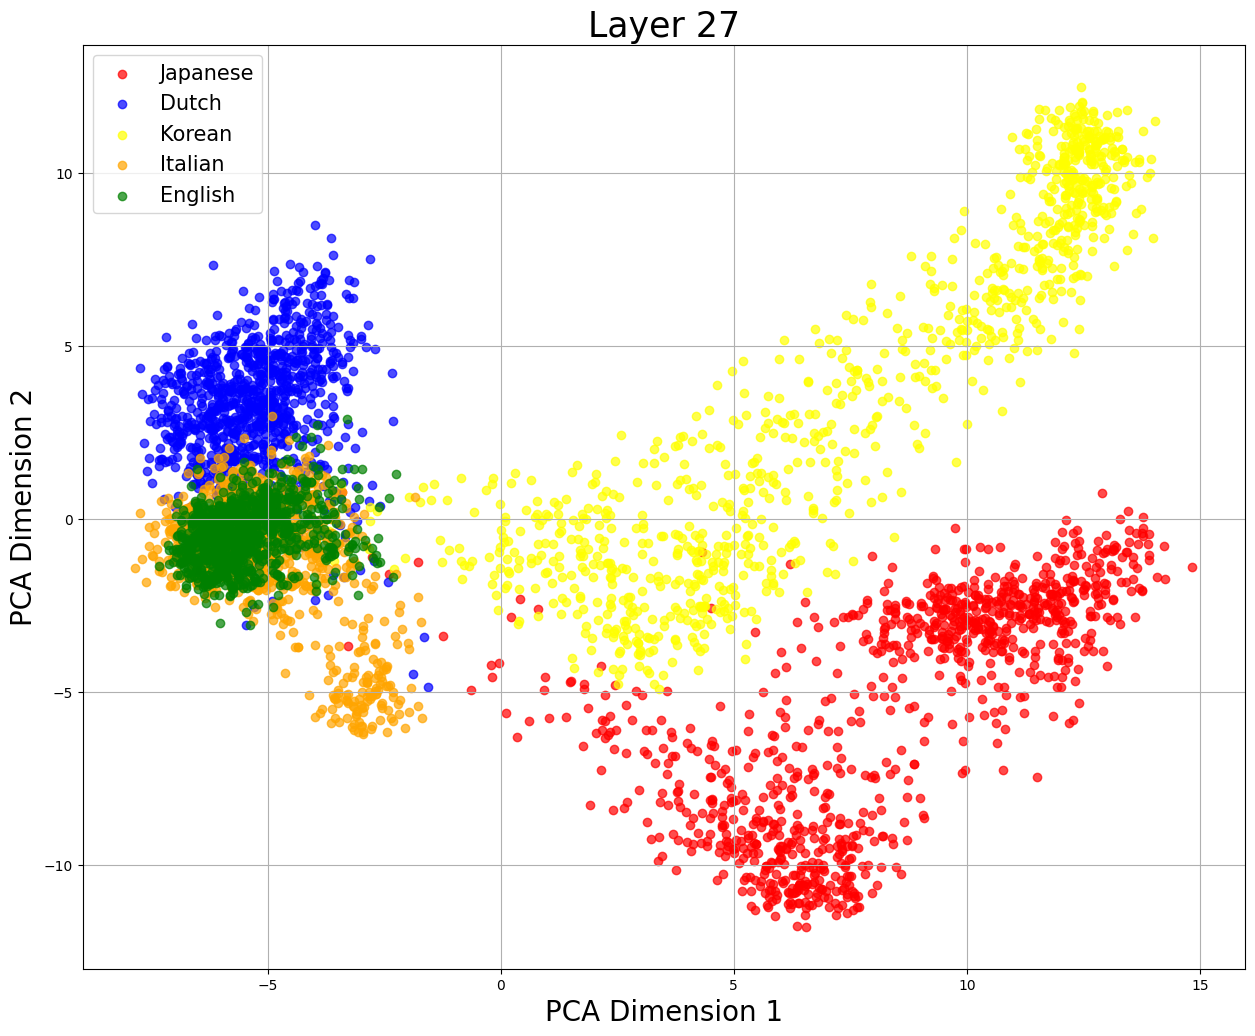 Layer 27
Japanese
Dutch
Korean
Italian
English
PCA Dimension 2
10
5
0
−5
−10
−5
0
5
10
15
PCA Dimension 1